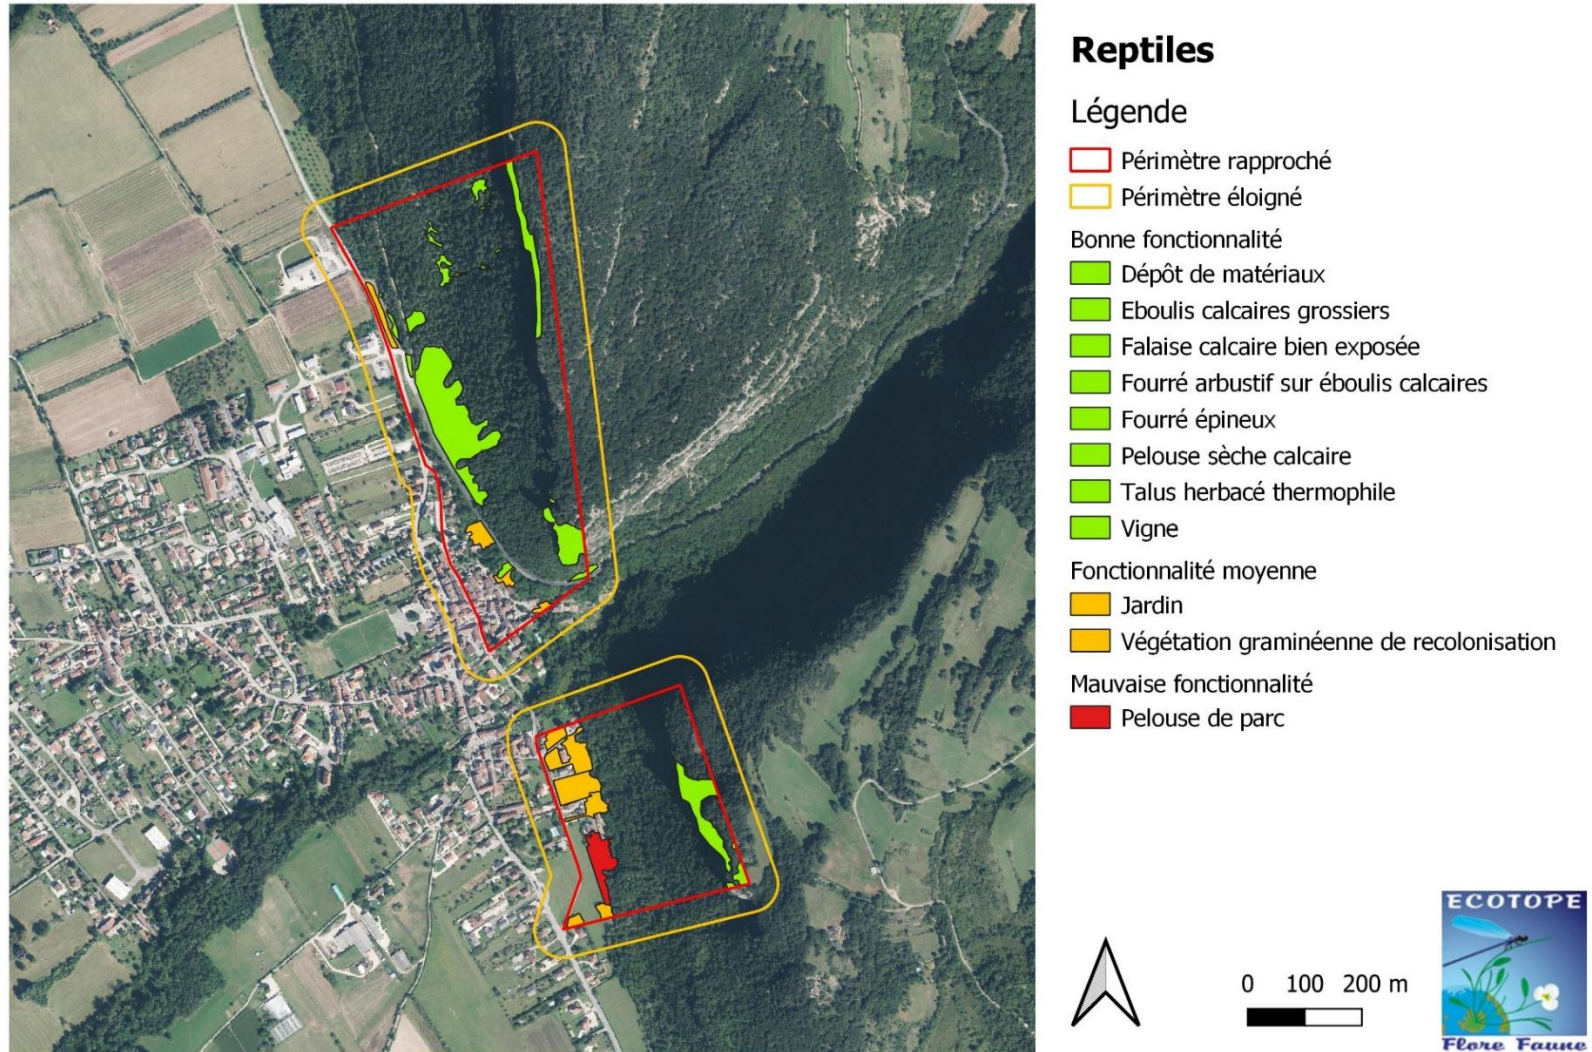 Reptiles
Légende
Périmètre rapproché
Périmètre éloigné
Bonne fonctionnalité
Dépôt de matériaux
Eboulis calcaires grossiers
Falaise calcaire bien exposée
Fourré arbustif sur éboulis calcaires
Fourré épineux
Pelouse sèche calcaire
Talus herbacé thermophile
Vigne
Fonctionnalité moyenne
Jardin
Végétation graminéenne de recolonisation
Mauvaise fonctionnalité
Pelouse de parc
0 100 200 m
ECOTOPE
Flore Faune